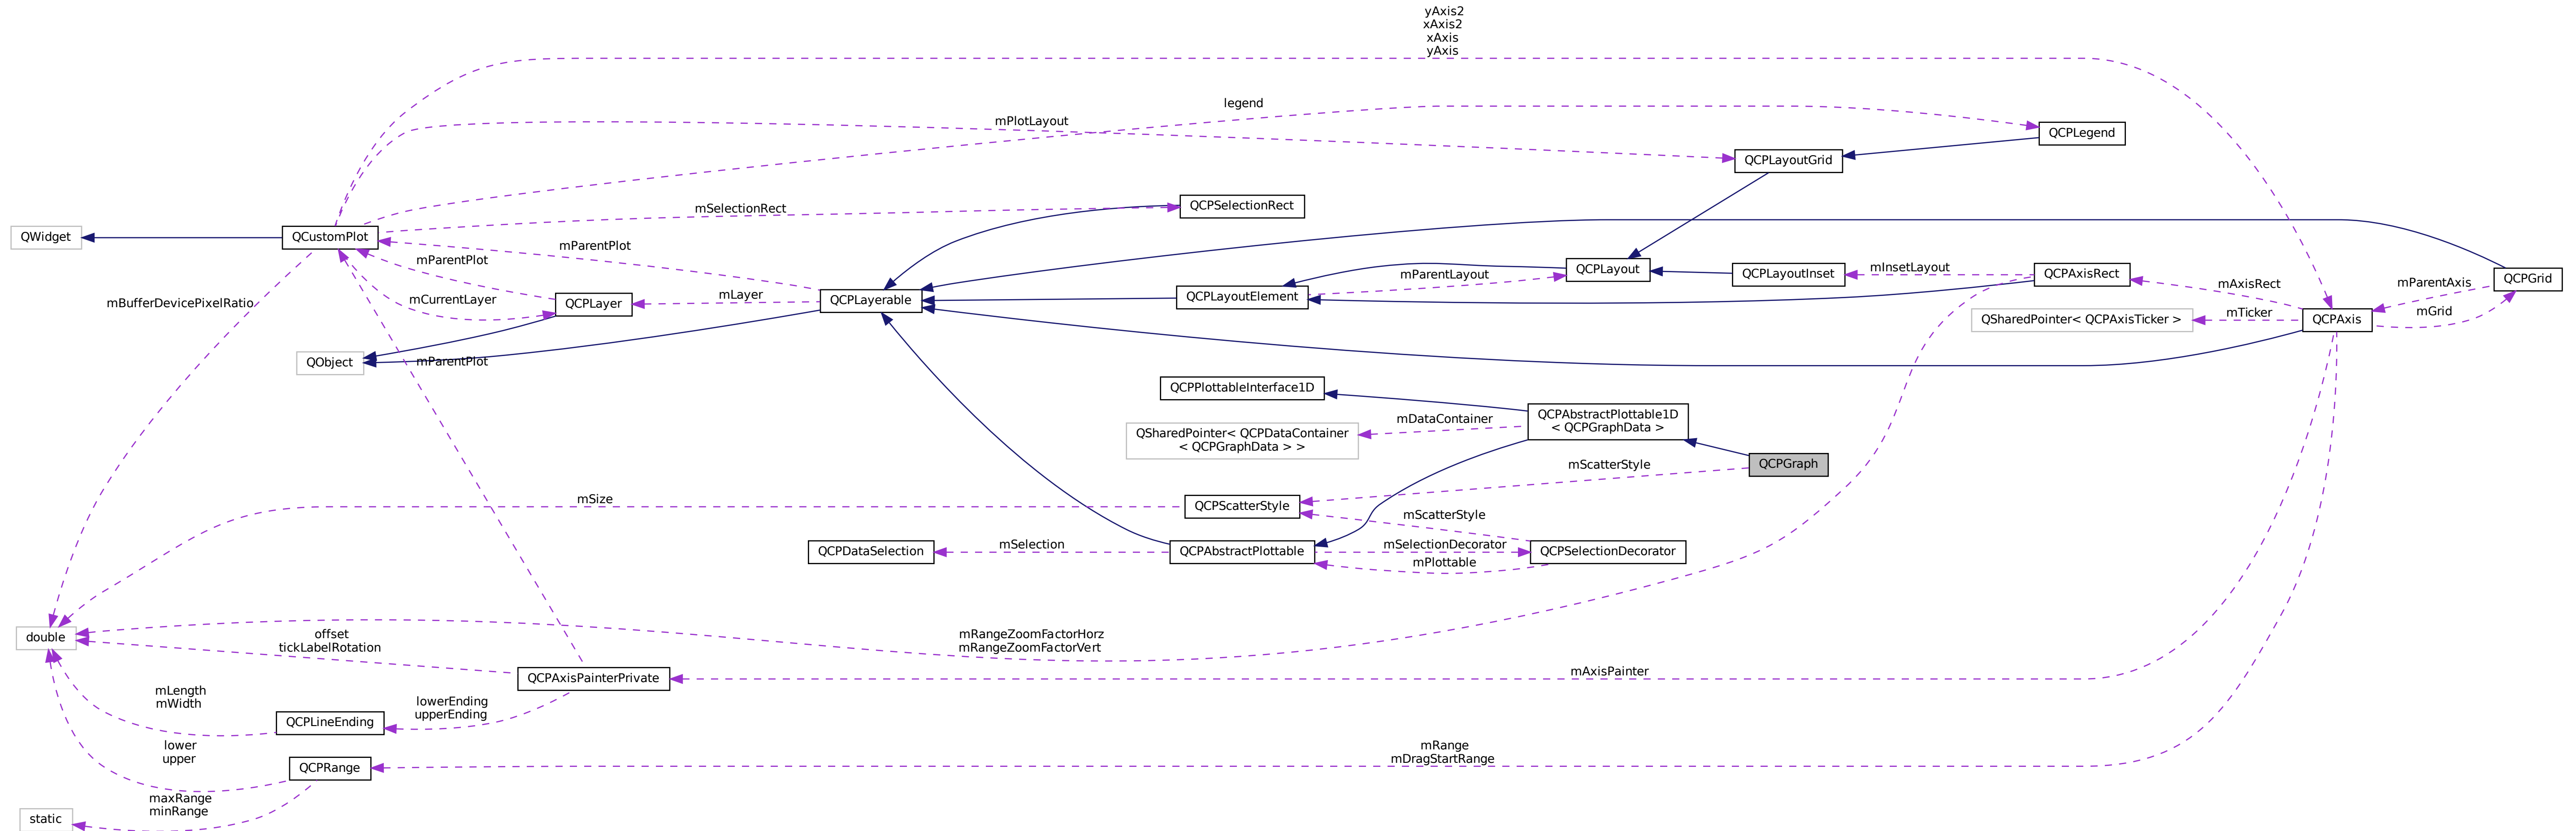 yAxis2
xAxis2
xAxis
yAxis
legend
mPlotLayout
QCPLegend
QCPLayoutGrid
mSelectionRect
QCPSelectionRect
QWidget
QCustomPlot
mParentPlot
mParentPlot
mCurrentLayer
mBufferDevicePixelRatio
QCPLayer
mLayer
QCPLayerable
QCPLayoutElement
mParentLayout
QCPLayout
QCPLayoutInset
mInsetLayout
QCPAxisRect
mAxisRect
mParentAxis
QCPGrid
mGrid
QSharedPointer< QCPAxisTicker >
mTicker
QCPAxis
QObject
mParentPlot
QCPPlottableInterface1D
QCPAbstractPlottable1D
< QCPGraphData >
mDataContainer
QSharedPointer< QCPDataContainer
< QCPGraphData > >
QCPGraph
mScatterStyle
mSize
QCPScatterStyle
mScatterStyle
QCPDataSelection
mSelection
QCPAbstractPlottable
mSelectionDecorator
mPlottable
QCPSelectionDecorator
double
offset
tickLabelRotation
mRangeZoomFactorHorz
mRangeZoomFactorVert
QCPAxisPainterPrivate
mAxisPainter
mLength
mWidth
lowerEnding
upperEnding
QCPLineEnding
lower
upper
QCPRange
mRange
mDragStartRange
maxRange
minRange
static